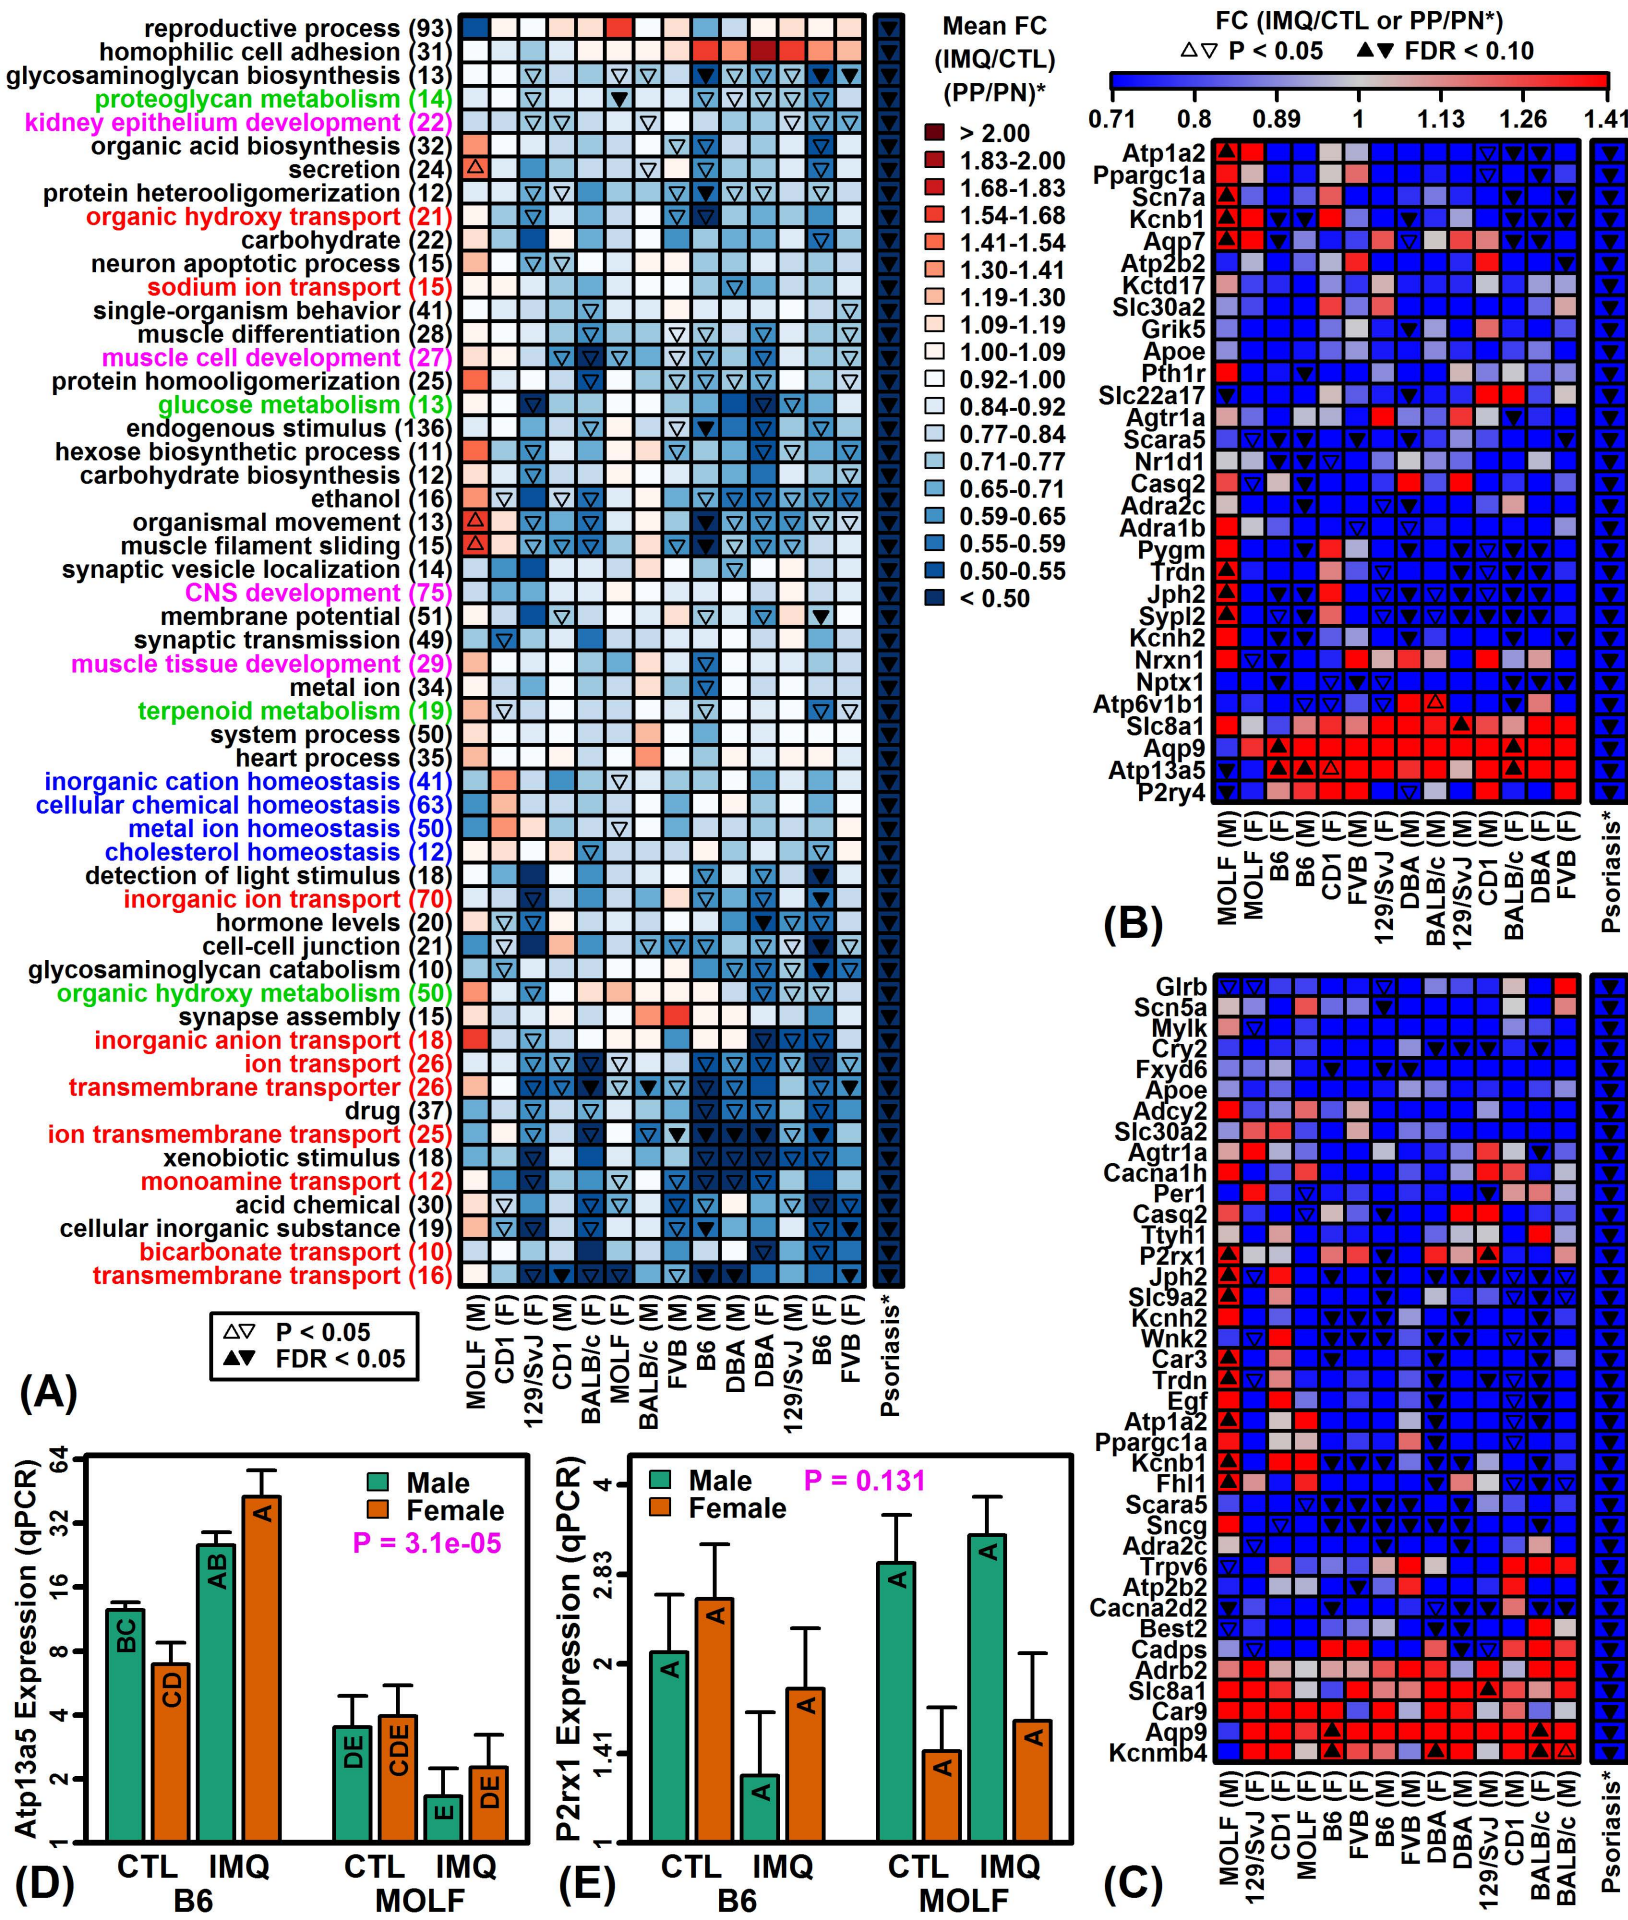 reproductive process (93)
homophilic cell adhesion (31)
glycosaminoglycan biosynthesis (13)
proteoglycan metabolism (14)
kidney epithelium development (22)
organic acid biosynthesis (32)
secretion (24)
protein heterooligomerization (12)
organic hydroxy transport (21)
carbohydrate (22)
neuron apoptotic process (15)
sodium ion transport (15)
single-organism behavior (41)
muscle differentiation (28)
muscle cell development (27)
protein homooligomerization (25)
glucose metabolism (13)
endogenous stimulus (136)
hexose biosynthetic process (11)
carbohydrate biosynthesis (12)
ethanol (16)
organismal movement (13)
muscle filament sliding (15)
synaptic vesicle localization (14)
CNS development (75)
membrane potential (51)
synaptic transmission (49)
muscle tissue development (29)
metal ion (34)
terpenoid metabolism (19)
system process (50)
heart process (35)
inorganic cation homeostasis (41)
cellular chemical homeostasis (63)
metal ion homeostasis (50)
cholesterol homeostasis (12)
detection of light stimulus (18)
inorganic ion transport (70)
hormone levels (20)
cell-cell junction (21)
glycosaminoglycan catabolism (10)
organic hydroxy metabolism (50)
synapse assembly (15)
inorganic anion transport (18)
ion transport (26)
transmembrane transporter (26)
drug (37)
ion transmembrane transport (25)
xenobiotic stimulus (18)
monoamine transport (12)
acid chemical (30)
cellular inorganic substance (19)
bicarbonate transport (10)
transmembrane transport (16)
MOLF (M)
CD1 (F)
129/SvJ (F)
CD1 (M)
BALB/c (F)
MOLF (F)
BALB/c (M)
FVB (M)
B6 (M)
DBA (M)
DBA (F)
129/SvJ (M)
B6 (F)
FVB (F)
Psoriasis*
△▽ P < 0.05
▲▼ FDR < 0.05
(A)
Mean FC
(IMQ/CTL)
(PP/PN)*
> 2.00
1.83-2.00
1.68-1.83
1.54-1.68
1.41-1.54
1.30-1.41
1.19-1.30
1.09-1.19
1.00-1.09
0.92-1.00
0.84-0.92
0.77-0.84
0.71-0.77
0.65-0.71
0.59-0.65
0.55-0.59
0.50-0.55
< 0.50
FC (IMQ/CTL or PP/PN*)
△▽ P < 0.05 ▲▼ FDR < 0.10
0.71 0.8 0.89 1 1.13 1.26 1.41
Atp1a2
Ppargc1a
Scn7a
Kcnb1
Aqp7
Atp2b2
Kctd17
Slc30a2
Grik5
Apoe
Pth1r
Slc22a17
Agtr1a
Scara5
Nr1d1
Casq2
Adra2c
Adra1b
Pygm
Trdn
Jph2
Sypl2
Kcnh2
Nrxn1
Nptx1
Atp6v1b1
Slc8a1
Aqp9
Atp13a5
P2ry4
MOLF (M)
MOLF (F)
B6 (F)
B6 (M)
CD1 (F)
FVB (M)
129/SvJ (F)
DBA (M)
BALB/c (M)
129/SvJ (M)
CD1 (M)
BALB/c (F)
DBA (F)
FVB (F)
Psoriasis*
(B)
Glrb
Scn5a
Mylk
Cry2
Fxyd6
Apoe
Adcy2
Slc30a2
Agtr1a
Cacna1h
Per1
Casq2
Ttyh1
P2rx1
Jph2
Slc9a2
Kcnh2
Wnk2
Car3
Trdn
Egf
Atp1a2
Ppargc1a
Kcnb1
Fhl1
Scara5
Sncg
Adra2c
Trpv6
Atp2b2
Cacna2d2
Best2
Cadps
Adrb2
Slc8a1
Car9
Aqp9
Kcnmb4
MOLF (M)
129/SvJ (F)
CD1 (F)
MOLF (F)
B6 (F)
FVB (F)
B6 (M)
FVB (M)
DBA (F)
DBA (M)
129/SvJ (M)
CD1 (M)
BALB/c (F)
BALB/c (M)
Psoriasis*
(C)
Atp13a5 Expression (qPCR)
64
32
16
8
4
2
1
Male
Female
P = 3.1e-05
BC
CD
AB
A
DE
CDE
E
DE
CTL IMQ CTL IMQ
B6 MOLF
(D)
P2rx1 Expression (qPCR)
4
2.83
2
1.41
1
Male
Female
P = 0.131
A
A
A
A
A
A
A
A
CTL IMQ CTL IMQ
B6 MOLF
(E)